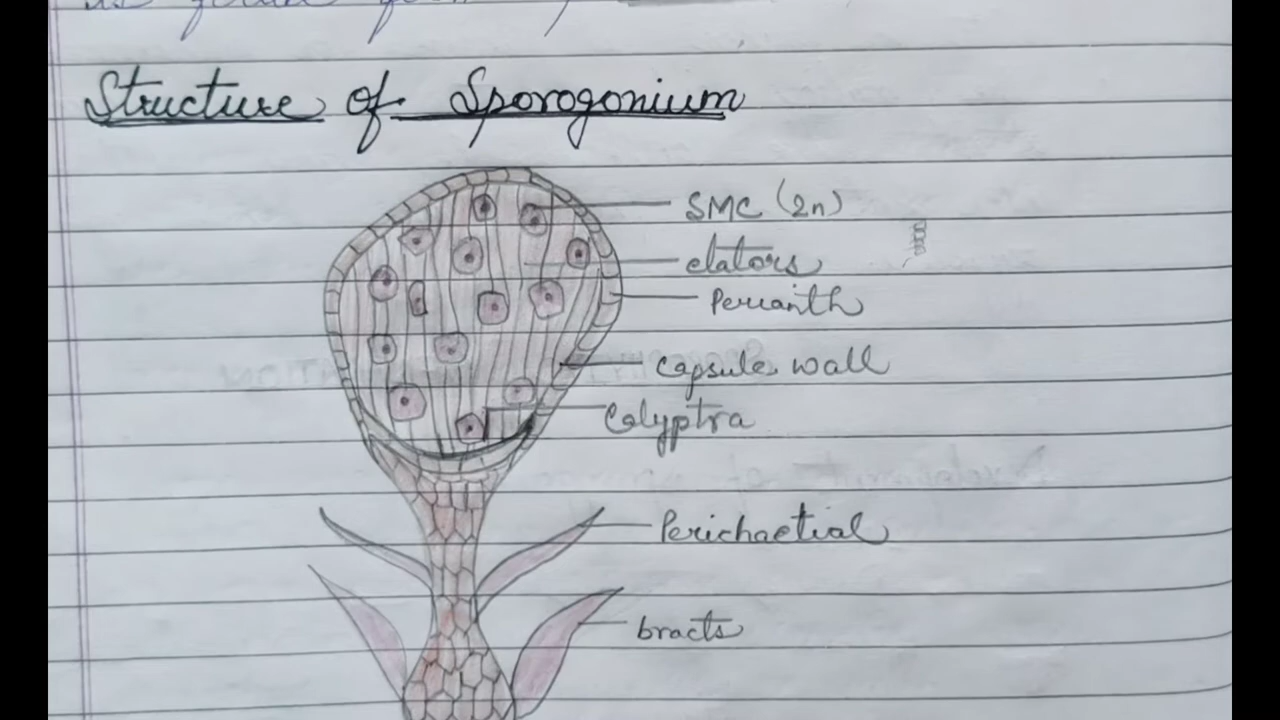 Structure of Sporogonium
SMC (2n)
elators
Perianth
Capsule wall
Calyptra
Perichaetial
bracts